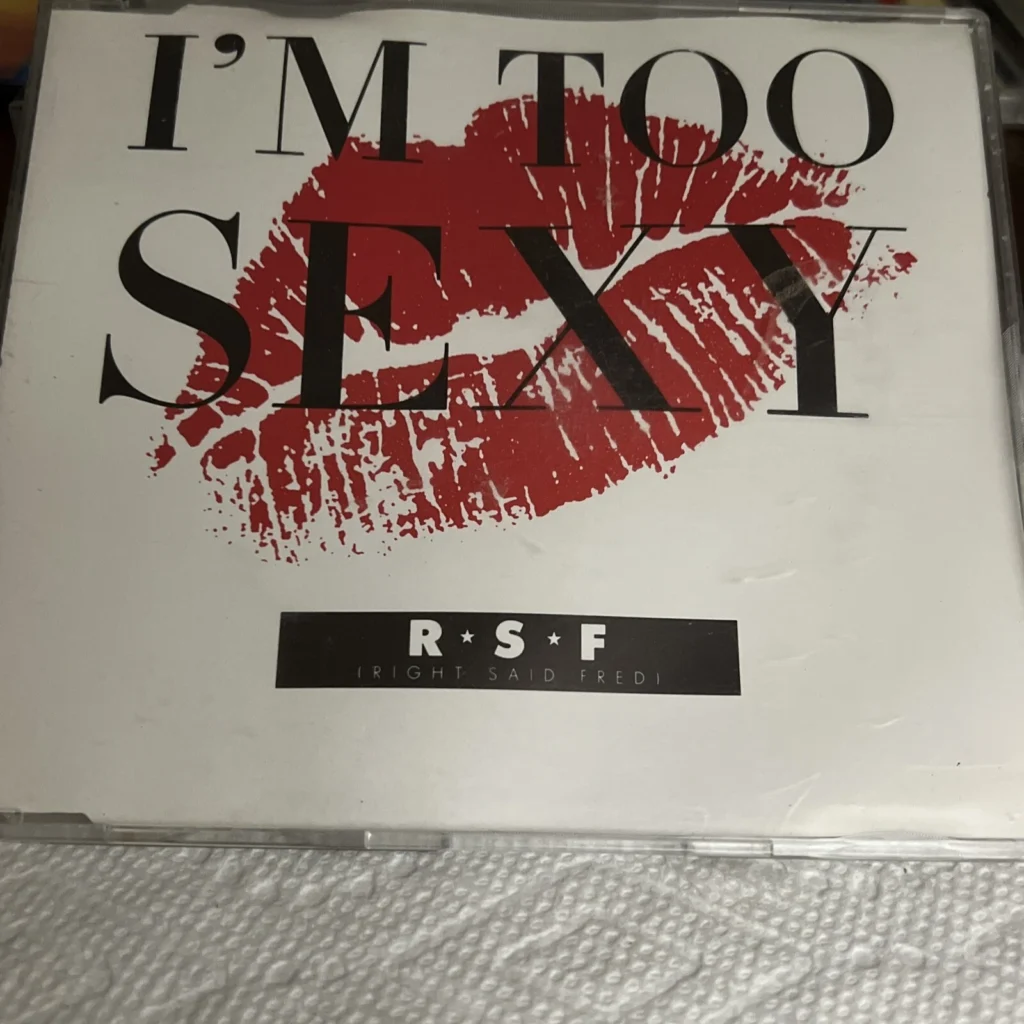 I'M TOO
SEXY
R★S★F
(RIGHT SAID FRED)